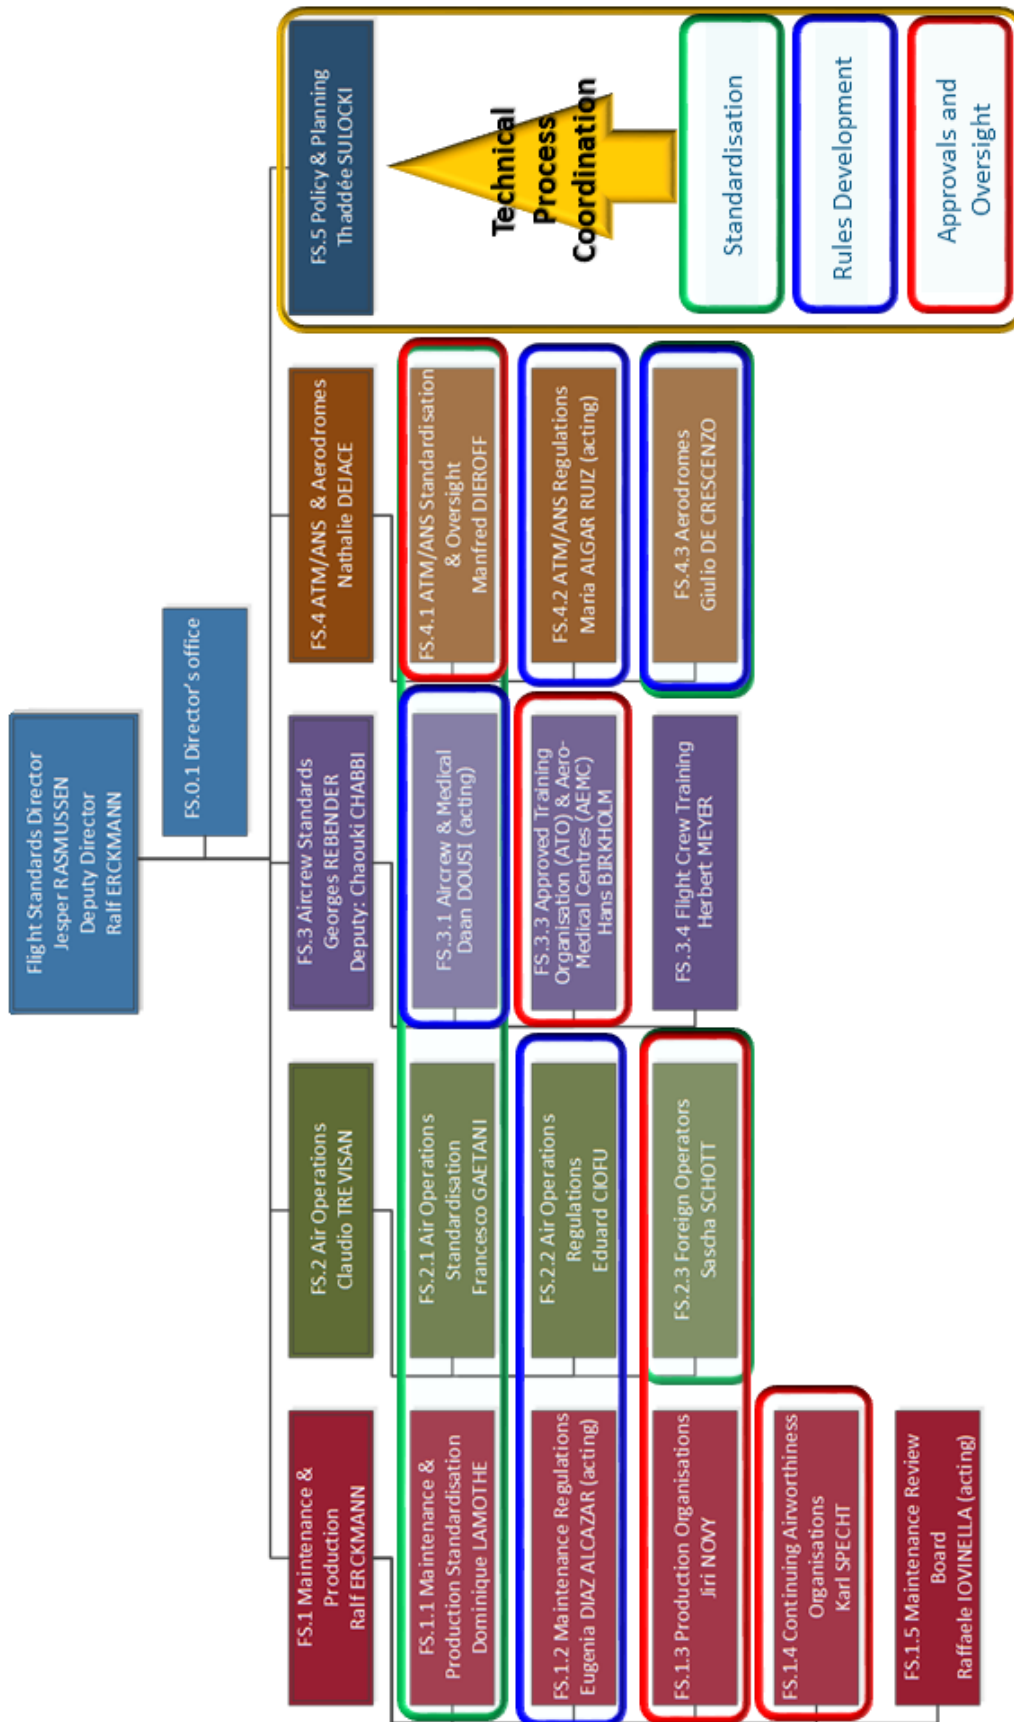 Flight Standards Director
Jesper RASMUSSEN
Deputy Director
Ralf ERCKMANN
FS.0.1 Director's office
FS.1 Maintenance &
Production
Ralf ERCKMANN
FS.1.1 Maintenance &
Production Standardisation
Dominique LAMOTHE
FS.1.2 Maintenance Regulations
Eugenia DIAZ ALCAZAR (acting)
FS.1.3 Production Organisations
Jiri NOVY
FS.1.4 Continuing Airworthiness
Organisations
Karl SPECHT
FS.1.5 Maintenance Review
Board
Raffaele IOVINELLA (acting)
FS.2 Air Operations
Claudio TREVISAN
FS.2.1 Air Operations
Standardisation
Francesco GAETANI
FS.2.2 Air Operations
Regulations
Eduard CIOFU
FS.2.3 Foreign Operators
Sascha SCHOTT
FS.3 Aircrew Standards
Georges REBENDER
Deputy: Chaouki CHABBI
FS.3.1 Aircrew & Medical
Daan DOUSI (acting)
FS.3.3 Approved Training
Organisation (ATO) & Aero-
Medical Centres (AEMC)
Hans BIRKHOLM
FS.3.4 Flight Crew Training
Herbert MEYER
FS.4 ATM/ANS & Aerodromes
Nathalie DEJACE
FS.4.1 ATM/ANS Standardisation
& Oversight
Manfred DIEROFF
FS.4.2 ATM/ANS Regulations
Maria ALGAR RUIZ (acting)
FS.4.3 Aerodromes
Giulio DE CRESCENZO
FS.5 Policy & Planning
Thaddée SULOCKI
Technical
Process
Coordination
Standardisation
Rules Development
Approvals and
Oversight